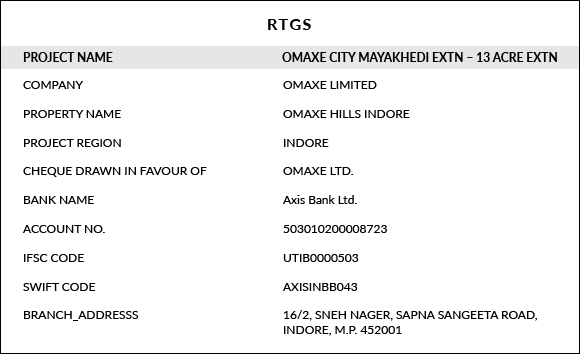 RTGS
PROJECT NAME OMAXE CITY MAYAKHEDI EXTN – 13 ACRE EXTN
COMPANY OMAXE LIMITED
PROPERTY NAME OMAXE HILLS INDORE
PROJECT REGION INDORE
CHEQUE DRAWN IN FAVOUR OF OMAXE LTD.
BANK NAME Axis Bank Ltd.
ACCOUNT NO. 503010200008723
IFSC CODE UTIB0000503
SWIFT CODE AXISINBB043
BRANCH_ADDRESSS 16/2, SNEH NAGER, SAPNA SANGEETA ROAD,
INDORE, M.P. 452001